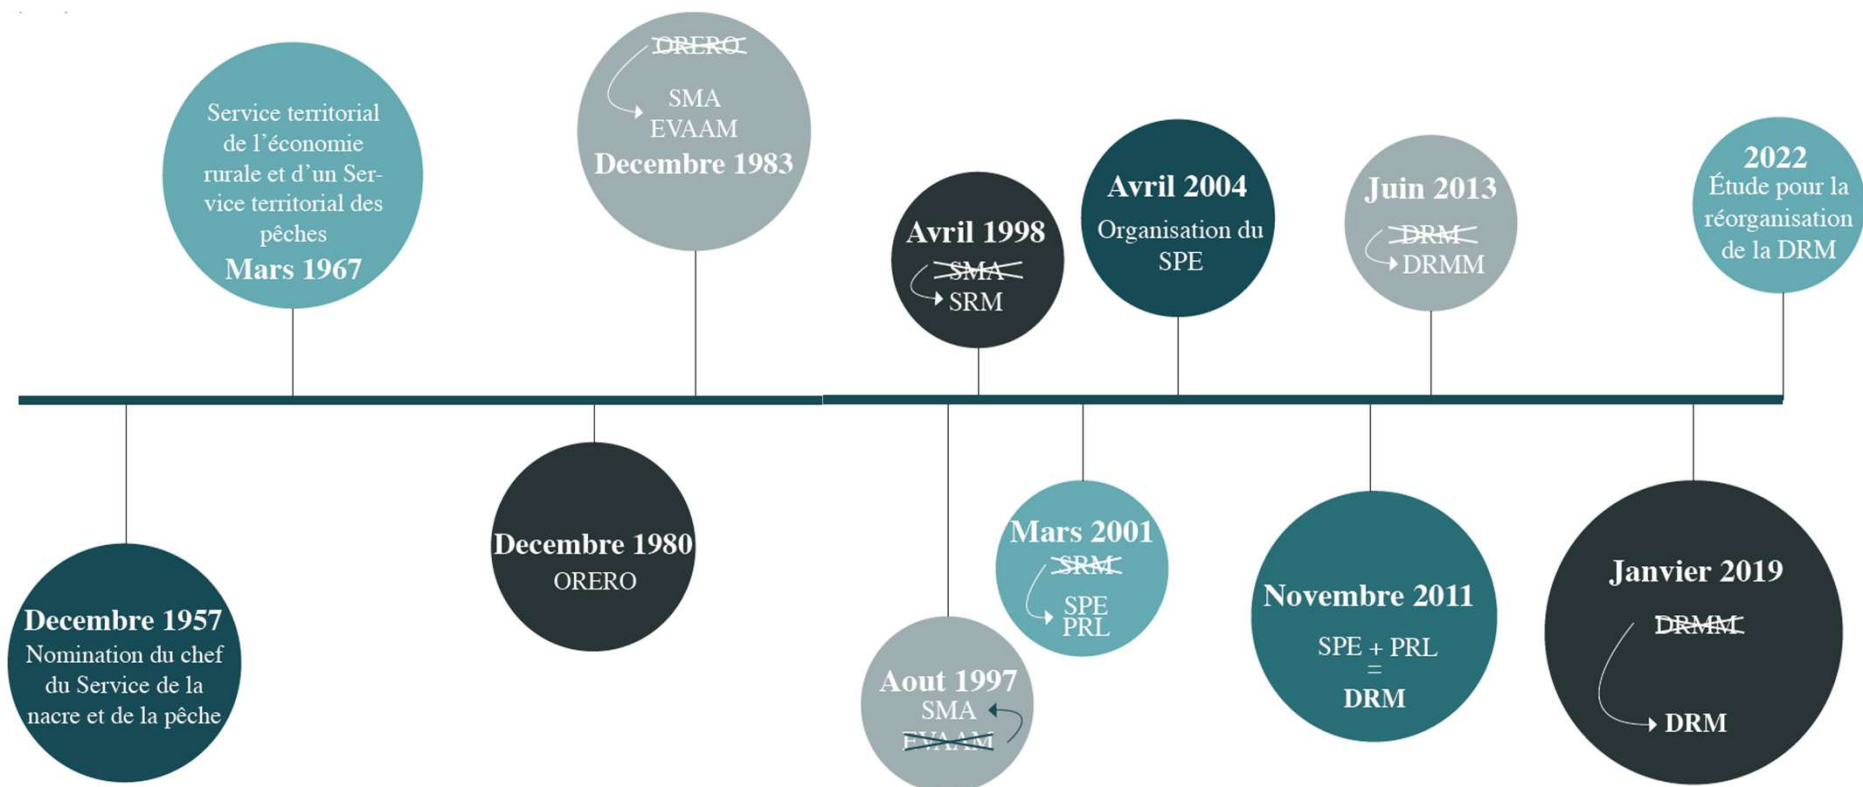 Decembre 1957
Nomination du chef
du Service de la
nacre et de la pêche
Service territorial
de l’économie
rurale et d’un Ser-
vice territorial des
pêches
Mars 1967
Decembre 1980
ORERO
ORERO
SMA
EVAAM
Decembre 1983
Aout 1997
SMA
EVAAM
Avril 1998
SMA
SRM
Mars 2001
SRM
SPE
PRL
Avril 2004
Organisation du
SPE
Novembre 2011
SPE + PRL
=
DRM
Juin 2013
DRM
DRMM
Janvier 2019
DRMM
DRM
2022
Étude pour la
réorganisation
de la DRM